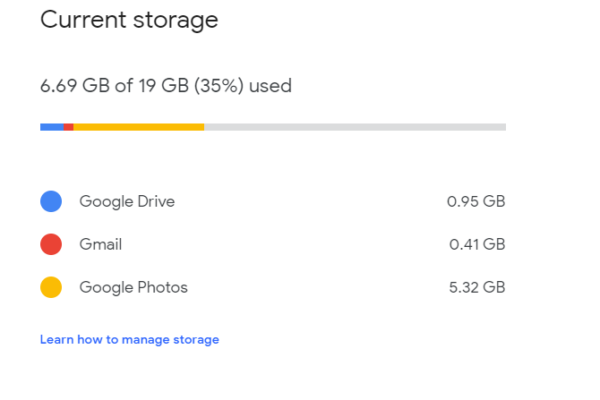 Current storage
6.69 GB of 19 GB (35%) used
Google Drive 0.95 GB
Gmail 0.41 GB
Google Photos 5.32 GB
Learn how to manage storage